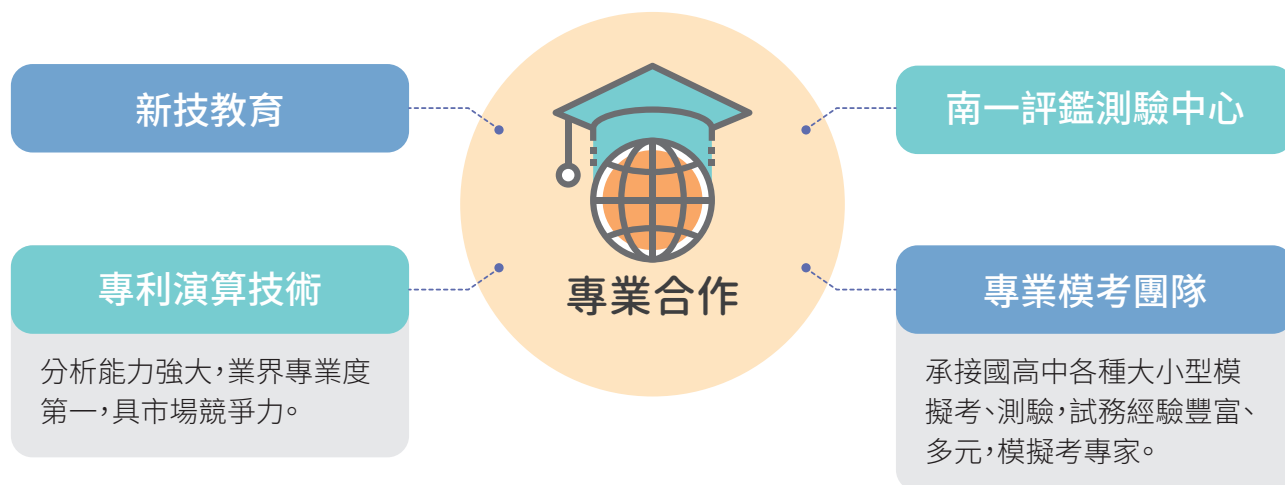 新技教育
南一評鑑測驗中心
專業合作
專利演算技術
分析能力強大，業界專業度
第一，具市場競爭力。
專業模考團隊
承接國高中各種大小型模
擬考、測驗，試務經驗豐富、
多元，模擬考專家。